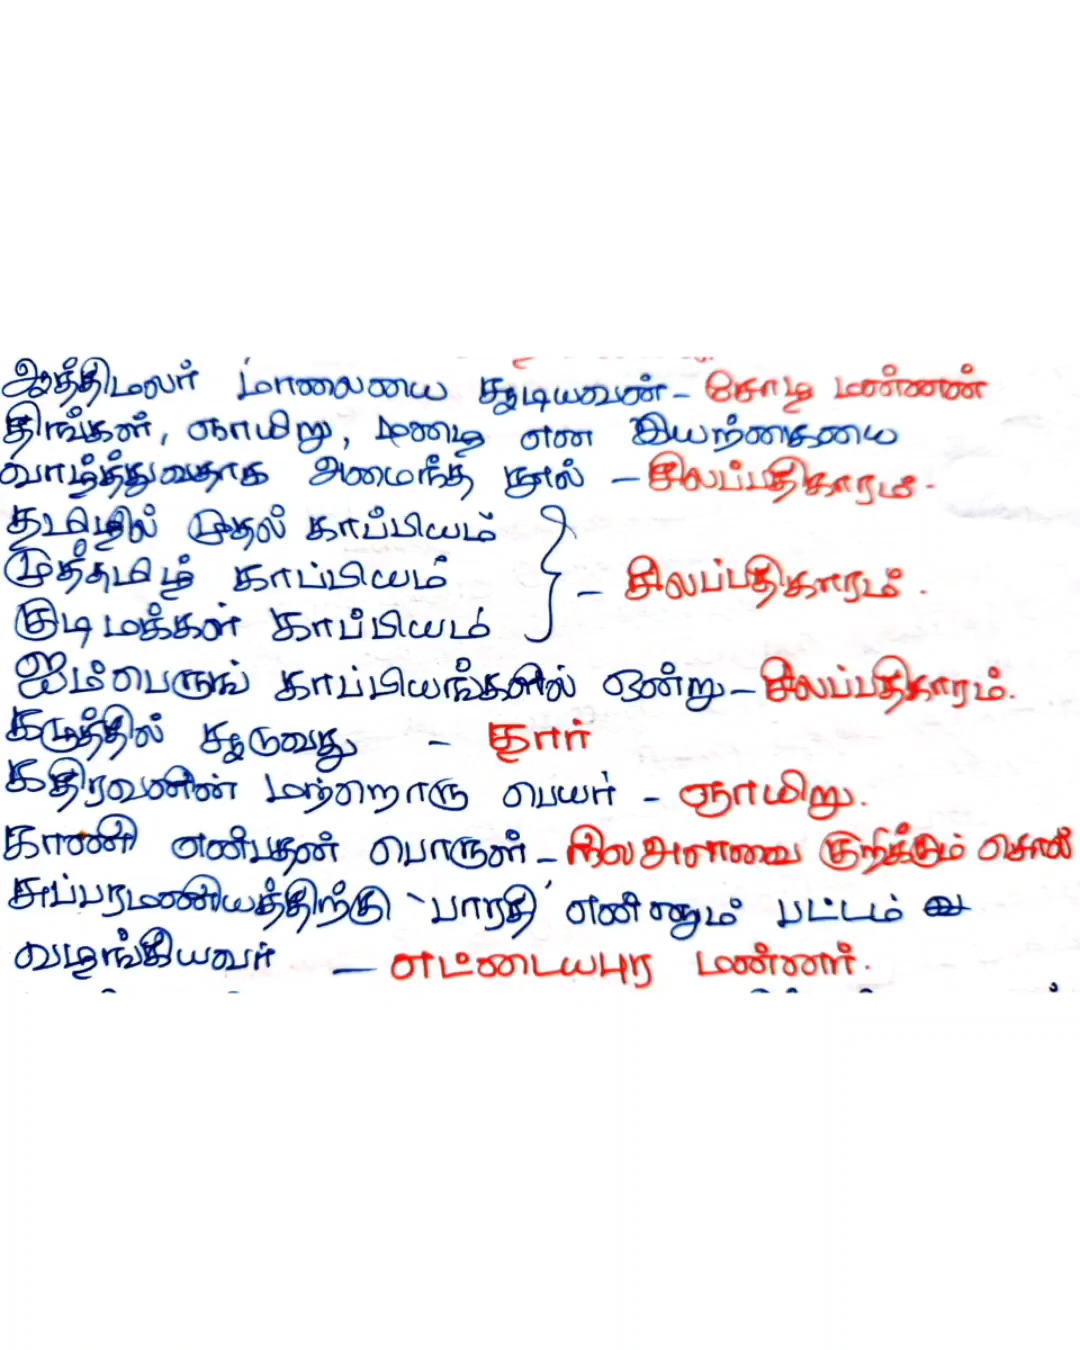 ஆத்திமலர் மாலையை சூடியவன் - சோழ மன்னன்
திங்கள், ஞாயிறு, மழை என இயற்கையை
வாழ்த்துவதாக அமைந்த நூல் - சிலப்பதிகாரம்.
தமிழில் முதல் காப்பியம்
முத்தமிழ் காப்பியம் } - சிலப்பதிகாரம்.
குடி மக்கள் காப்பியம்
ஐம்பெருங் காப்பியங்களில் ஒன்று - சிலப்பதிகாரம்.
கழுத்தில் சூடுவது - தார்
கதிரவனின் மற்றொரு பெயர் - ஞாயிறு.
காணி என்பதன் பொருள் - நில அளவை குறிக்கும் சொல்
சுப்பரமணியத்திற்கு 'பாரதி' என்னும் பட்டம்
வழங்கியவர் - எட்டையபுர மன்னர்.